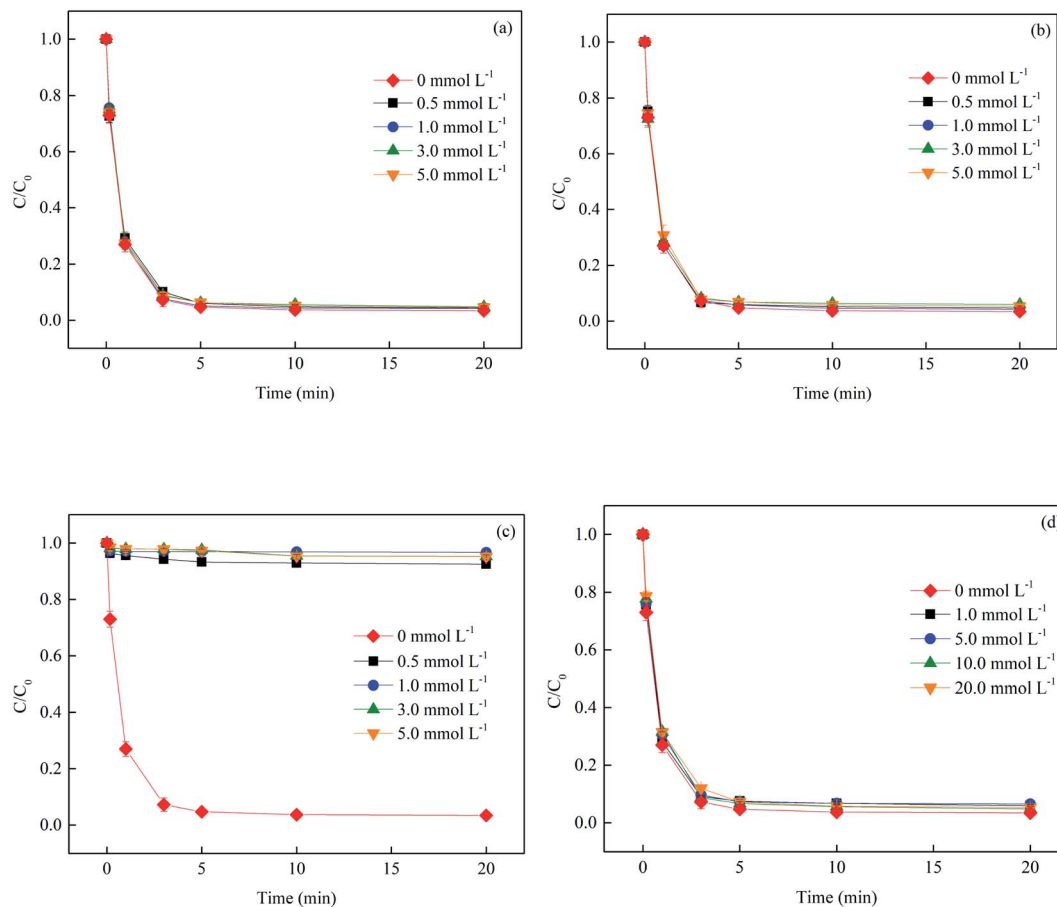 (a)
1.0
0.8
0.6
0.4
0.2
0.0
C/C₀
0 mmol L⁻¹
0.5 mmol L⁻¹
1.0 mmol L⁻¹
3.0 mmol L⁻¹
5.0 mmol L⁻¹
0 5 10 15 20
Time (min)
(b)
1.0
0.8
0.6
0.4
0.2
0.0
C/C₀
0 mmol L⁻¹
0.5 mmol L⁻¹
1.0 mmol L⁻¹
3.0 mmol L⁻¹
5.0 mmol L⁻¹
0 5 10 15 20
Time (min)
(c)
1.0
0.8
0.6
0.4
0.2
0.0
C/C₀
0 mmol L⁻¹
0.5 mmol L⁻¹
1.0 mmol L⁻¹
3.0 mmol L⁻¹
5.0 mmol L⁻¹
0 5 10 15 20
Time (min)
(d)
1.0
0.8
0.6
0.4
0.2
0.0
C/C₀
0 mmol L⁻¹
1.0 mmol L⁻¹
5.0 mmol L⁻¹
10.0 mmol L⁻¹
20.0 mmol L⁻¹
0 5 10 15 20
Time (min)